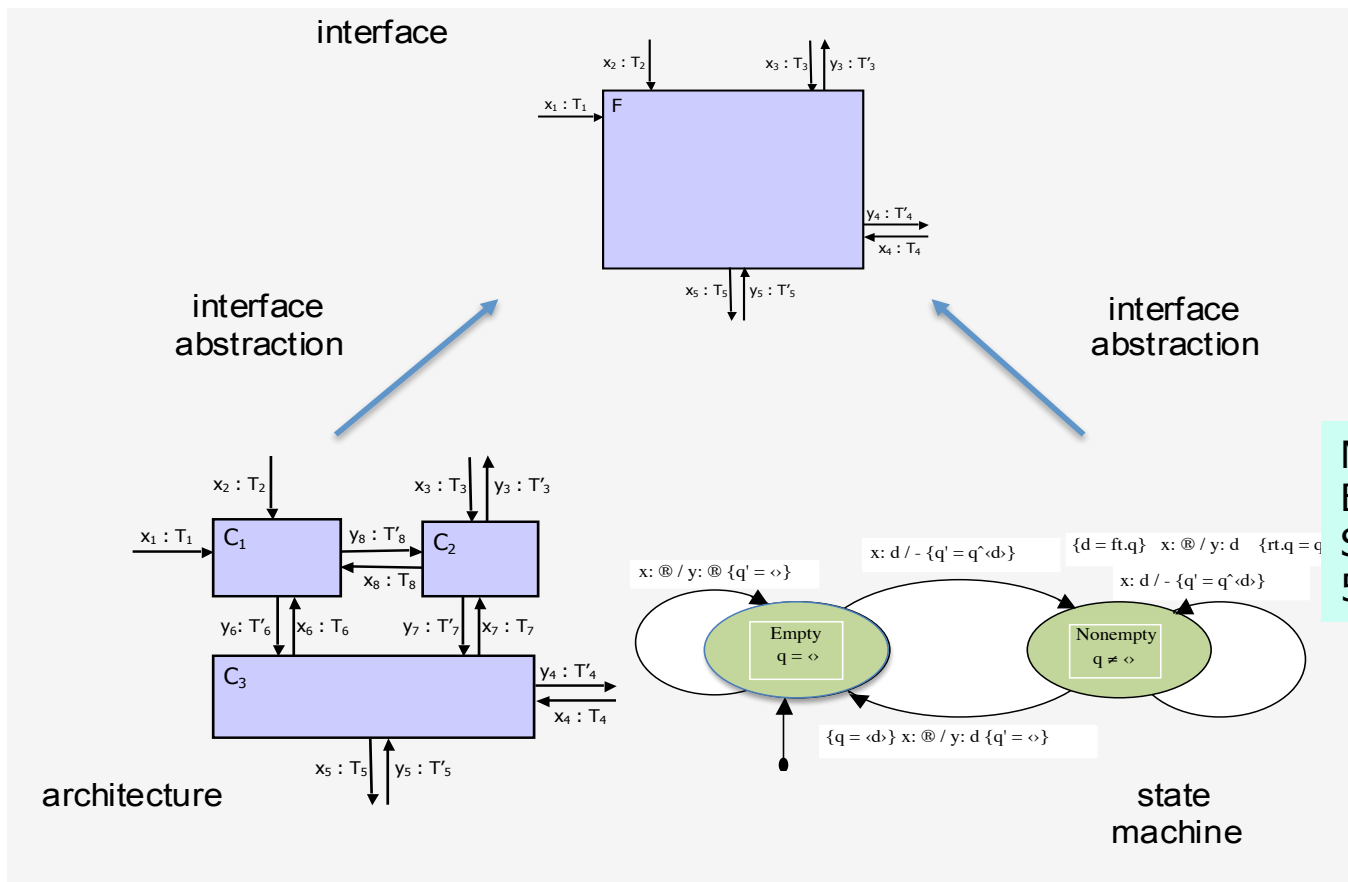 interface
x₂ : T₂
x₃ : T₃
y₃ : T'₃
x₁ : T₁
F
y₄ : T'₄
x₄ : T₄
x₅ : T₅
y₅ : T'₅
interface
abstraction
interface
abstraction
x₂ : T₂
x₃ : T₃
y₃ : T'₃
x₁ : T₁
C₁
y₈ : T'₈
x₈ : T₈
C₂
y₆: T'₆
x₆ : T₆
y₇ : T'₇
x₇ : T₇
C₃
y₄ : T'₄
x₄ : T₄
x₅ : T₅
y₅ : T'₅
architecture
x: ® / y: ® {q' = ‹›}
x: d / - {q' = qˆ‹d›}
{d = ft.q} x: ® / y: d {rt.q = q
x: d / - {q' = qˆ‹d›}
Empty
q = ‹›
Nonempty
q ≠ ‹›
{q = ‹d›} x: ® / y: d {q' = ‹›}
state
machine